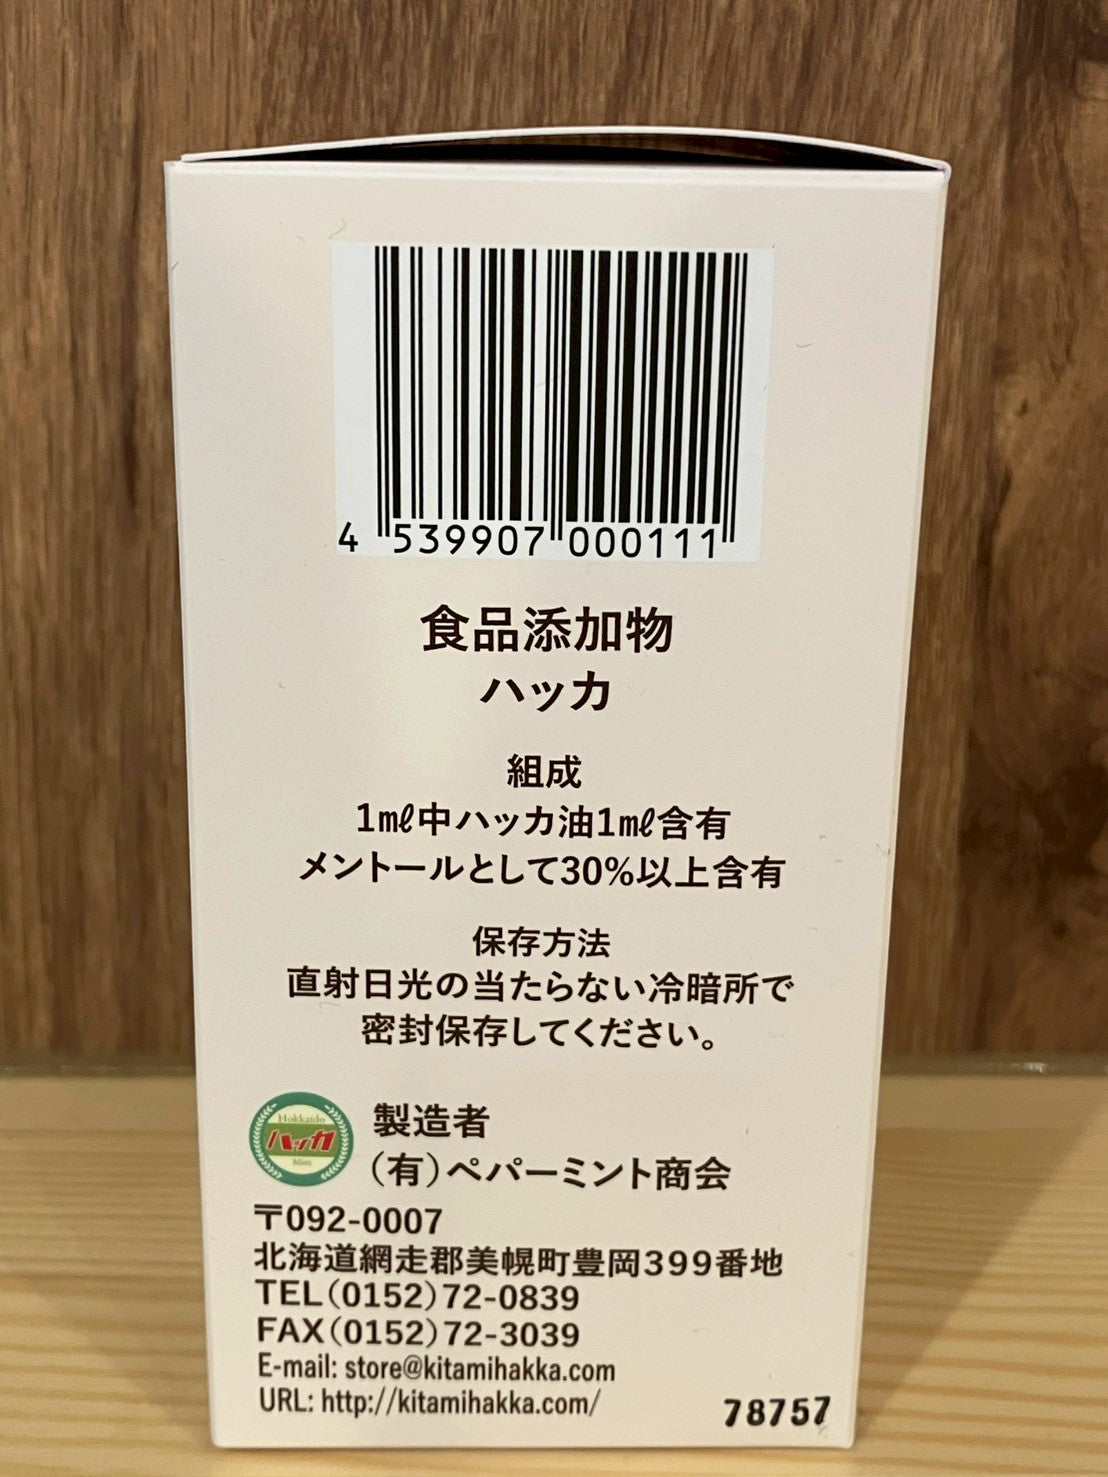 4 539907 000111
食品添加物
ハッカ
組成
1mℓ中ハッカ油1mℓ含有
メントールとして30%以上含有
保存方法
直射日光の当たらない冷暗所で
密封保存してください。
Hokkaido
ハッカ
Mint
製造者
(有)ペパーミント商会
〒092-0007
北海道網走郡美幌町豊岡399番地
TEL(0152)72-0839
FAX(0152)72-3039
E-mail: store@kitamihakka.com
URL: http://kitamihakka.com/
78757